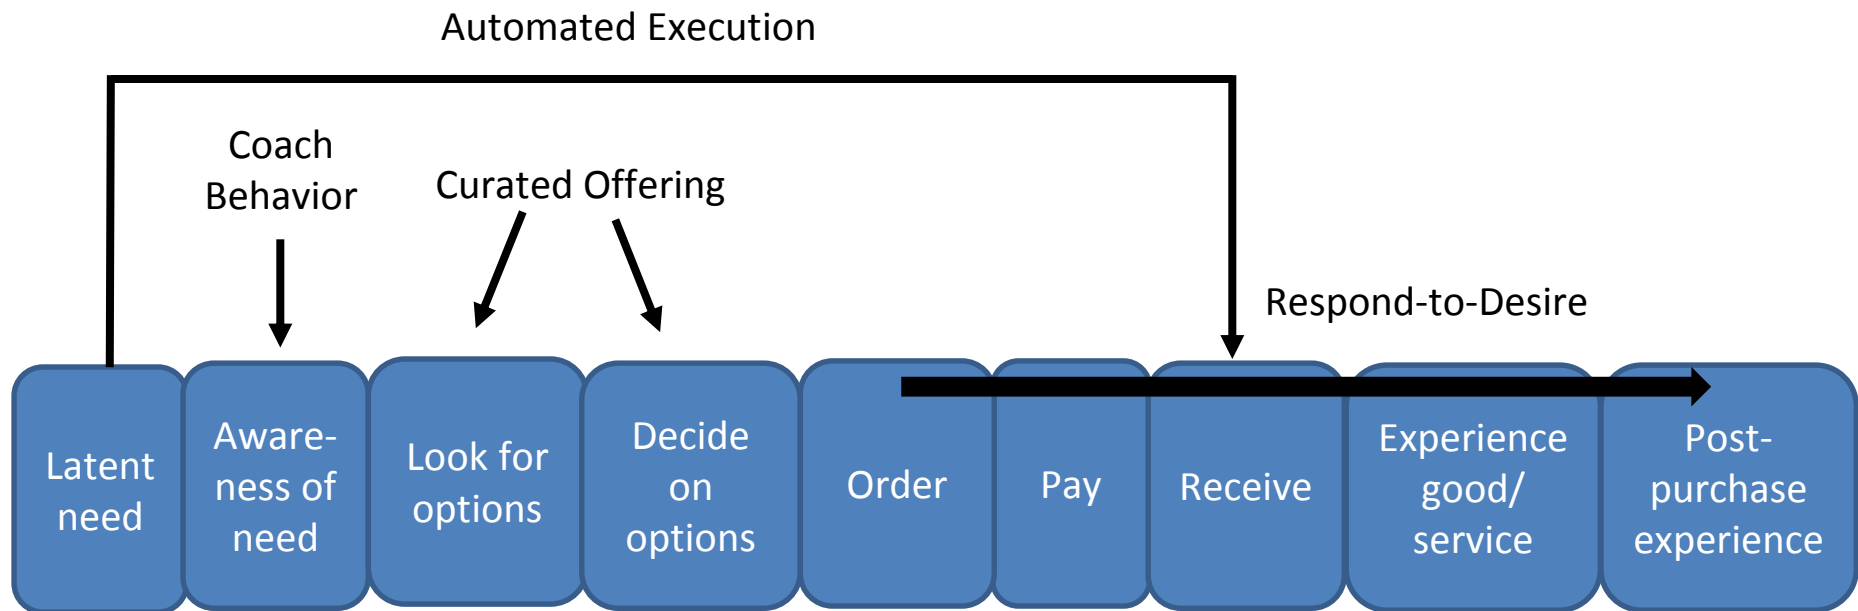 Automated Execution
Coach
Behavior
Curated Offering
Respond-to-Desire
Latent
need
Aware-
ness of
need
Look for
options
Decide
on
options
Order
Pay
Receive
Experience
good/
service
Post-
purchase
experience